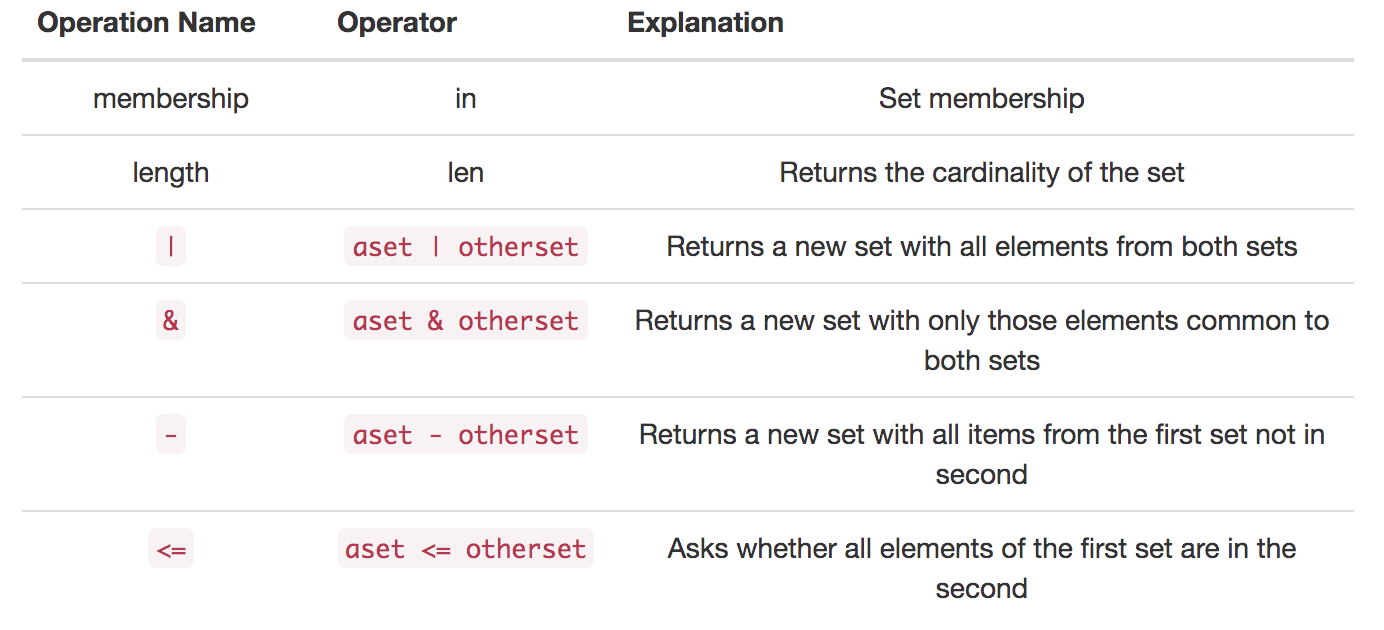 Operation Name Operator Explanation
membership in Set membership
length len Returns the cardinality of the set
| aset | otherset Returns a new set with all elements from both sets
& aset & otherset Returns a new set with only those elements common to
both sets
- aset - otherset Returns a new set with all items from the first set not in
second
<= aset <= otherset Asks whether all elements of the first set are in the
second